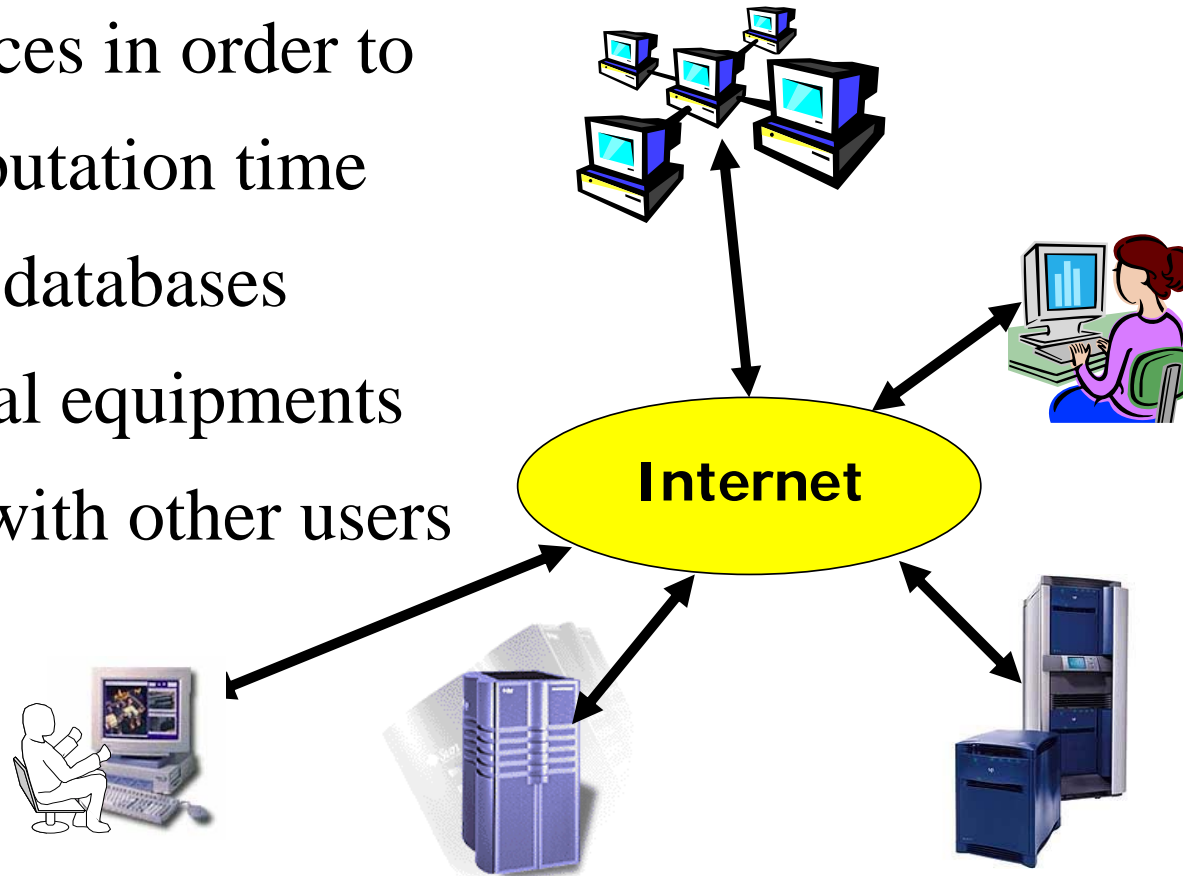 ces in order to
putation time
databases
al equipments
with other users
Internet